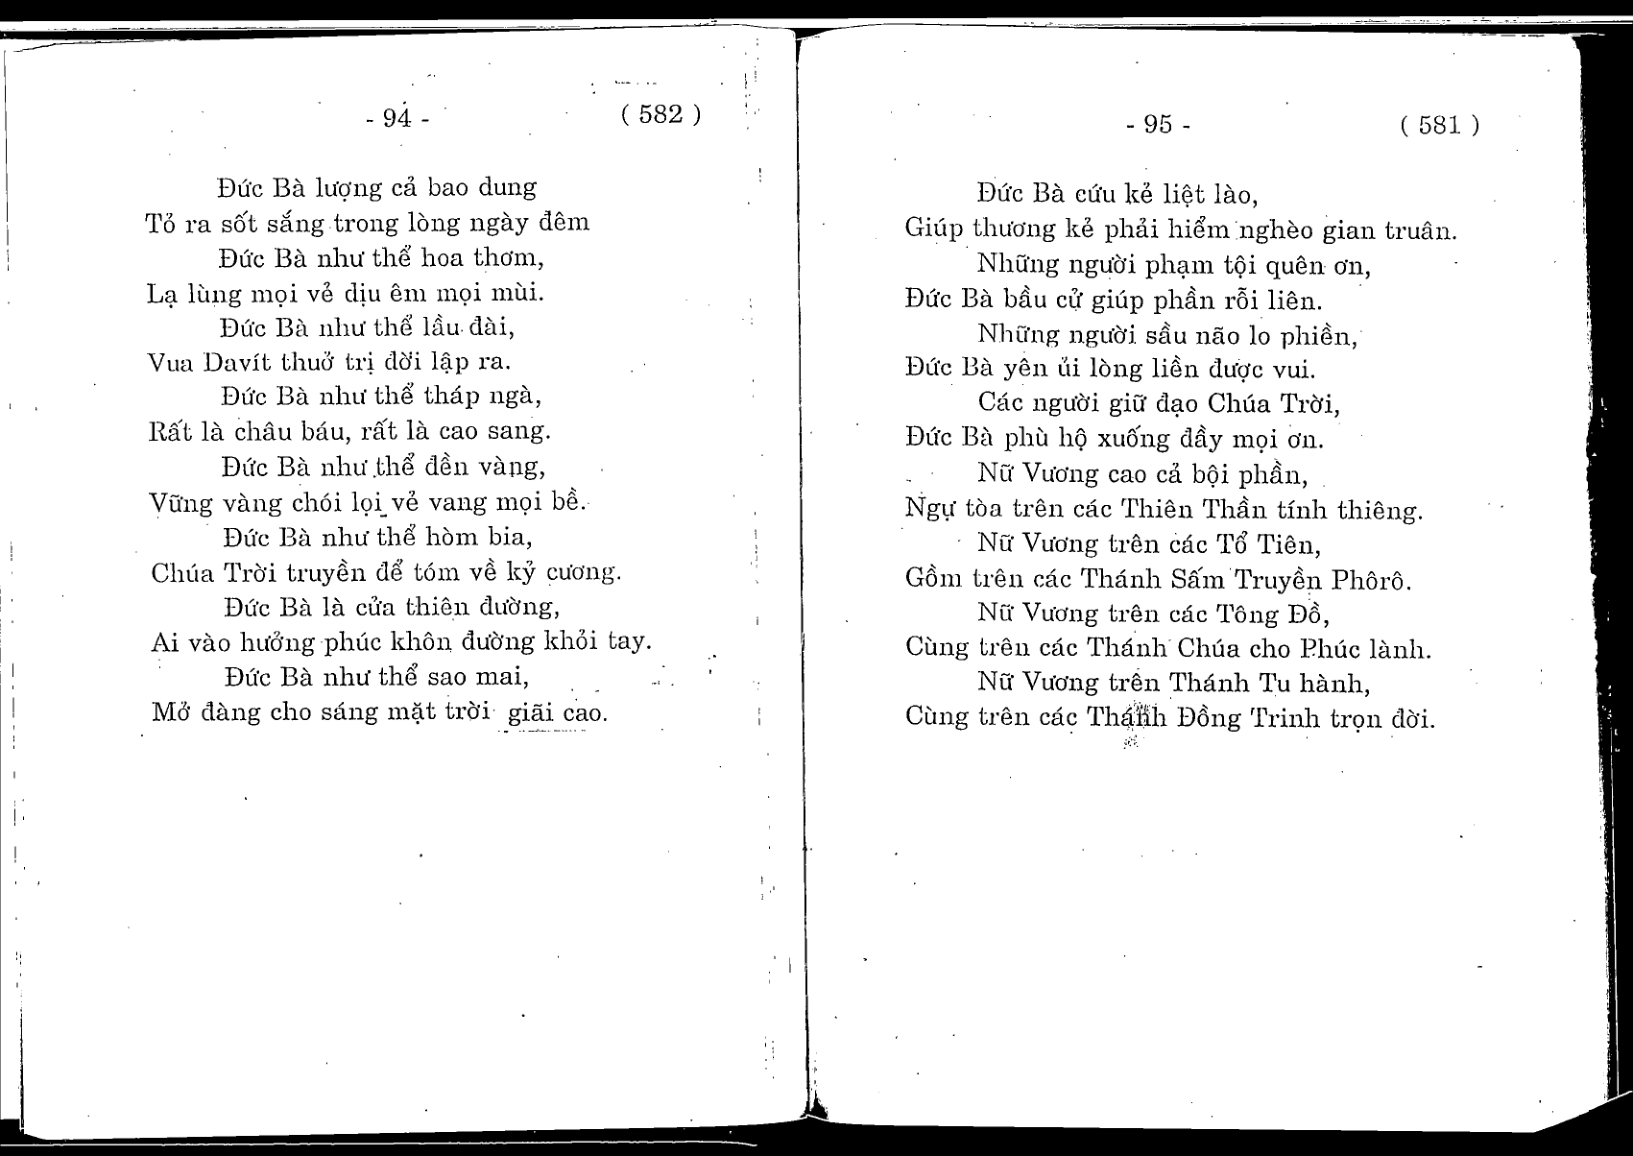 - 94 -
( 582 )
Đức Bà lượng cả bao dung
Tỏ ra sốt sắng trong lòng ngày đêm
Đức Bà như thể hoa thơm,
Lạ lùng mọi vẻ dịu êm mọi mùi.
Đức Bà như thể lầu đài,
Vua Davít thuở trị đời lập ra.
Đức Bà như thể tháp ngà,
Rất là châu báu, rất là cao sang.
Đức Bà như thể đền vàng,
Vững vàng chói lọi vẻ vang mọi bề.
Đức Bà như thể hòm bia,
Chúa Trời truyền để tóm về kỷ cương.
Đức Bà là cửa thiên đường,
Ai vào hưởng phúc khôn đường khỏi tay.
Đức Bà như thể sao mai,
Mở đàng cho sáng mặt trời giãi cao.
- 95 -
( 581 )
Đức Bà cứu kẻ liệt lào,
Giúp thương kẻ phải hiểm nghèo gian truân.
Những người phạm tội quên ơn,
Đức Bà bầu cử giúp phần rỗi liên.
Những người sầu não lo phiền,
Đức Bà yên ủi lòng liền được vui.
Các người giữ đạo Chúa Trời,
Đức Bà phù hộ xuống đầy mọi ơn.
Nữ Vương cao cả bội phần,
Ngự tòa trên các Thiên Thần tính thiêng.
Nữ Vương trên các Tổ Tiên,
Gồm trên các Thánh Sấm Truyền Phôrô.
Nữ Vương trên các Tông Đồ,
Cùng trên các Thánh Chúa cho Phúc lành.
Nữ Vương trên Thánh Tu hành,
Cùng trên các Thánh Đồng Trinh trọn đời.